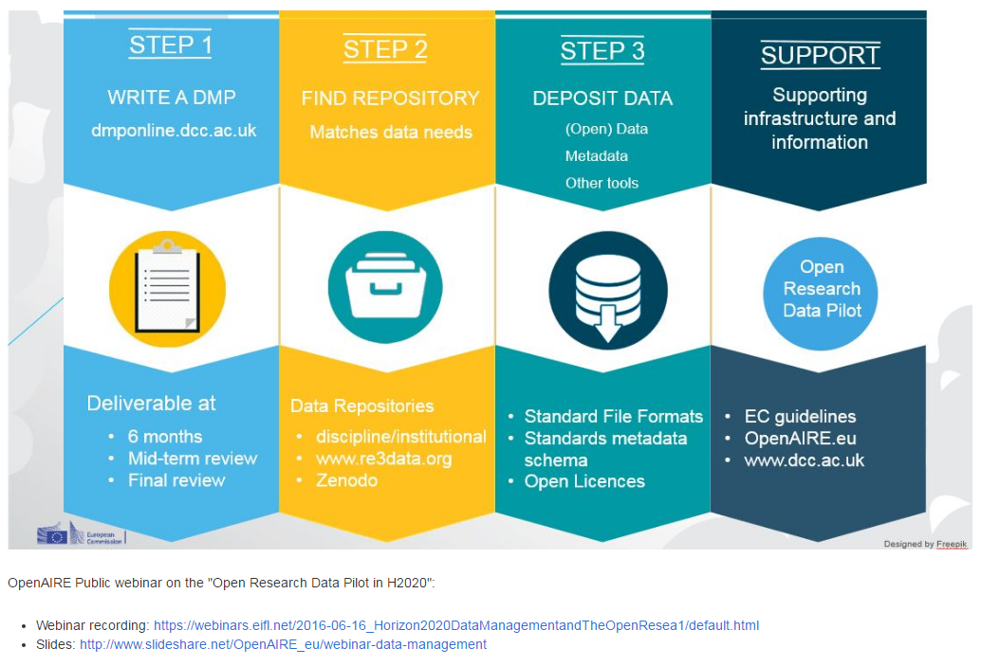 STEP 1
WRITE A DMP
dmponline.dcc.ac.uk
STEP 2
FIND REPOSITORY
Matches data needs
STEP 3
DEPOSIT DATA
(Open) Data
Metadata
Other tools
SUPPORT
Supporting
infrastructure and
information
Open
Research
Data Pilot
Deliverable at
• 6 months
• Mid-term review
• Final review
Data Repositories
• discipline/institutional
• www.re3data.org
• Zenodo
• Standard File Formats
• Standards metadata
schema
• Open Licences
• EC guidelines
• OpenAIRE.eu
• www.dcc.ac.uk
European
Commission
Designed by Freepik
OpenAIRE Public webinar on the "Open Research Data Pilot in H2020":
• Webinar recording: https://webinars.eifl.net/2016-06-16_Horizon2020DataManagementandTheOpenResea1/default.html
• Slides: http://www.slideshare.net/OpenAIRE_eu/webinar-data-management